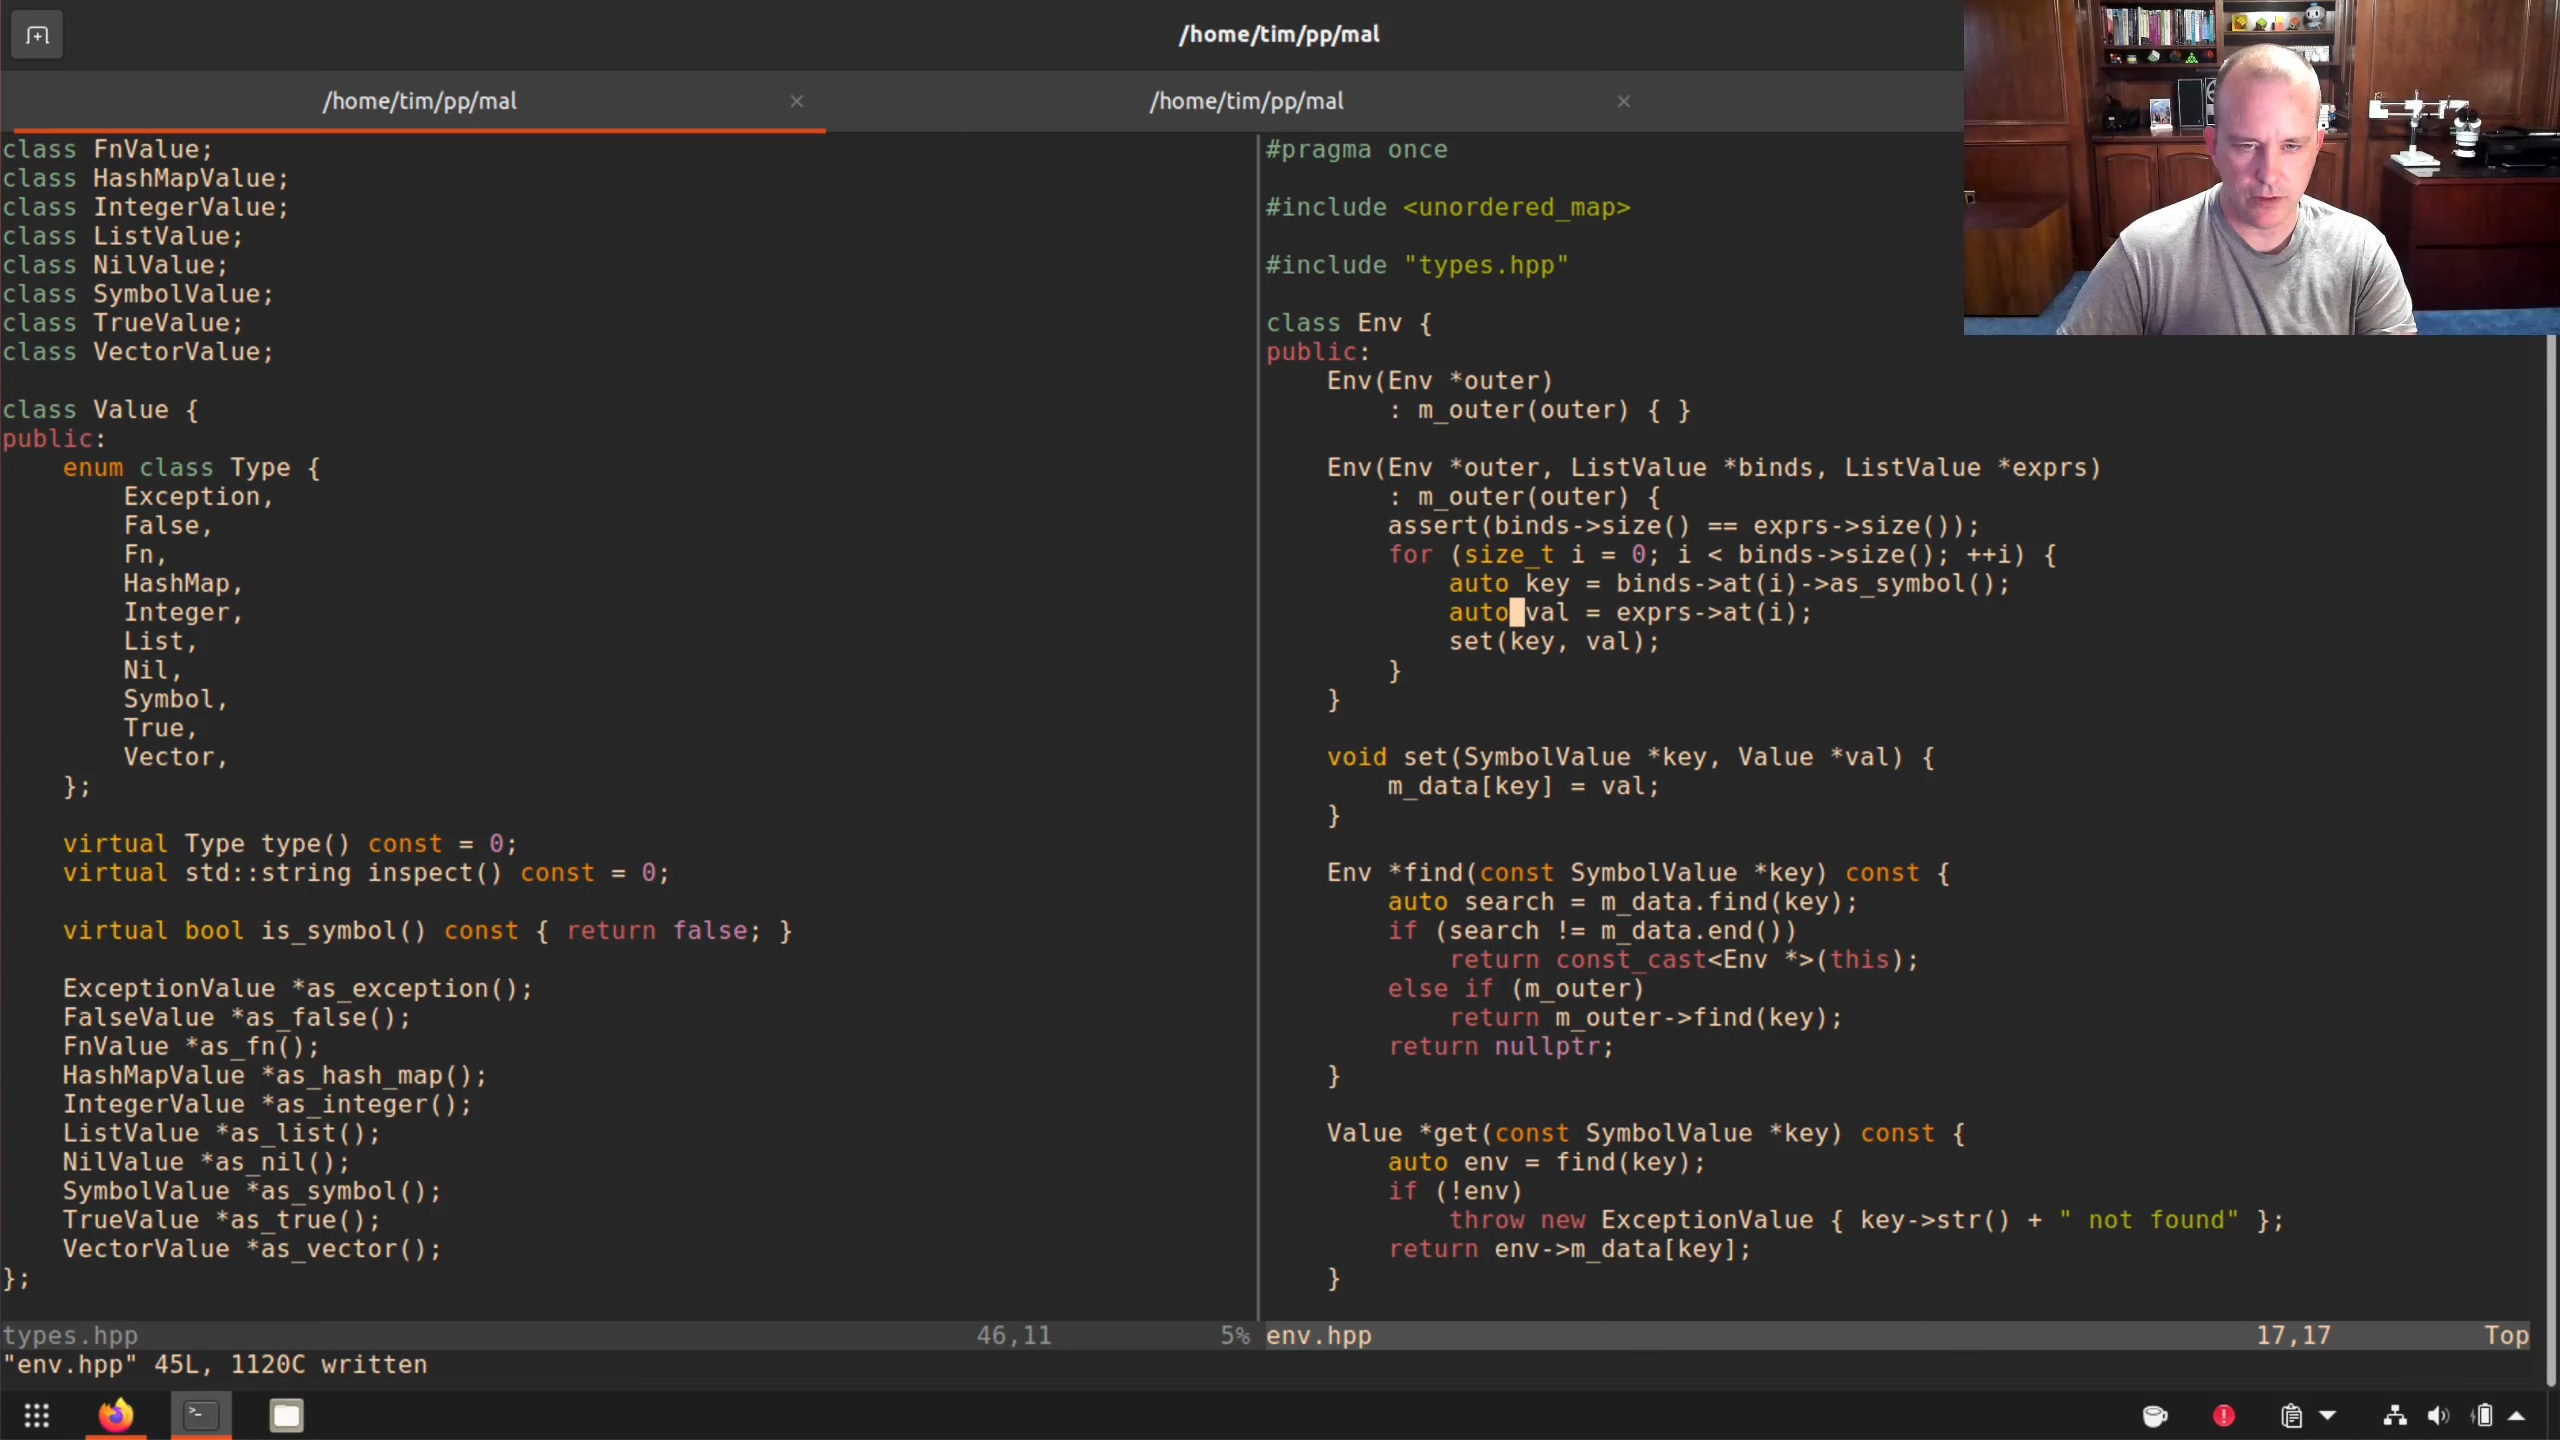 /home/tim/pp/mal
/home/tim/pp/mal
/home/tim/pp/mal
class FnValue;
class HashMapValue;
class IntegerValue;
class ListValue;
class NilValue;
class SymbolValue;
class TrueValue;
class VectorValue;
class Value {
public:
    enum class Type {
        Exception,
        False,
        Fn,
        HashMap,
        Integer,
        List,
        Nil,
        Symbol,
        True,
        Vector,
    };
    virtual Type type() const = 0;
    virtual std::string inspect() const = 0;
    virtual bool is_symbol() const { return false; }
    ExceptionValue *as_exception();
    FalseValue *as_false();
    FnValue *as_fn();
    HashMapValue *as_hash_map();
    IntegerValue *as_integer();
    ListValue *as_list();
    NilValue *as_nil();
    SymbolValue *as_symbol();
    TrueValue *as_true();
    VectorValue *as_vector();
};
types.hpp 46,11 5%
#pragma once
#include <unordered_map>
#include "types.hpp"
class Env {
public:
    Env(Env *outer)
        : m_outer(outer) { }
    Env(Env *outer, ListValue *binds, ListValue *exprs)
        : m_outer(outer) {
        assert(binds->size() == exprs->size());
        for (size_t i = 0; i < binds->size(); ++i) {
            auto key = binds->at(i)->as_symbol();
            auto val = exprs->at(i);
            set(key, val);
        }
    }
    void set(SymbolValue *key, Value *val) {
        m_data[key] = val;
    }
    Env *find(const SymbolValue *key) const {
        auto search = m_data.find(key);
        if (search != m_data.end())
            return const_cast<Env *>(this);
        else if (m_outer)
            return m_outer->find(key);
        return nullptr;
    }
    Value *get(const SymbolValue *key) const {
        auto env = find(key);
        if (!env)
            throw new ExceptionValue { key->str() + " not found" };
        return env->m_data[key];
    }
env.hpp 17,17 Top
"env.hpp" 45L, 1120C written